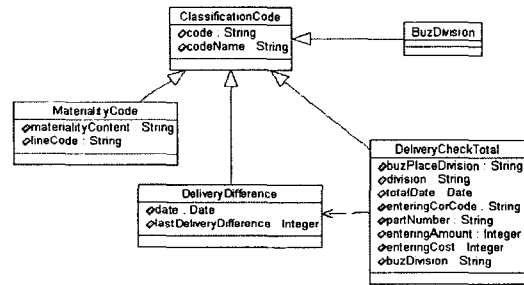 ClassificationCode
code : String
codeName String
BuzDivision
MaterialityCode
materialityContent String
lineCode : String
DeliveryDifference
date . Date
lastDeliveryDifference Integer
DeliveryCheckTotal
buzPlaceDivision : String
division String
totalDate Date
enteringCorCode . String
partNumber : String
enteringAmount : Integer
enteringCost Integer
buzDivision String